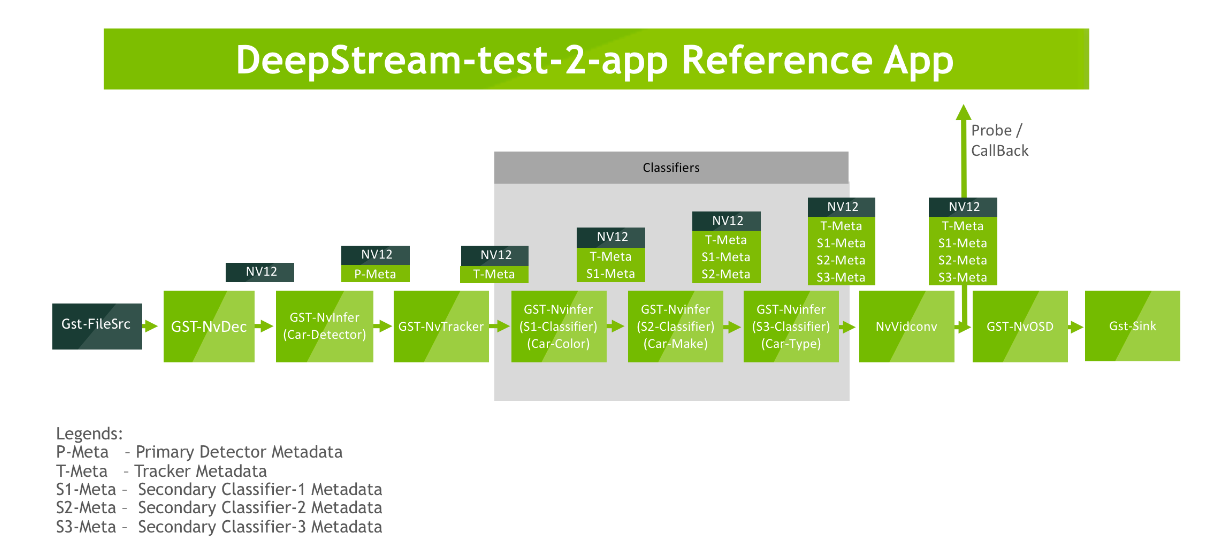 DeepStream-test-2-app Reference App
Probe /
CallBack
Classifiers
NV12
NV12
P-Meta
NV12
T-Meta
NV12
T-Meta
S1-Meta
NV12
T-Meta
S1-Meta
S2-Meta
NV12
T-Meta
S1-Meta
S2-Meta
S3-Meta
NV12
T-Meta
S1-Meta
S2-Meta
S3-Meta
Gst-FileSrc
GST-NvDec
GST-NvInfer
(Car-Detector)
GST-NvTracker
GST-Nvinfer
(S1-Classifier)
(Car-Color)
GST-Nvinfer
(S2-Classifier)
(Car-Make)
GST-Nvinfer
(S3-Classifier)
(Car-Type)
NvVidconv
GST-NvOSD
Gst-Sink
Legends:
P-Meta – Primary Detector Metadata
T-Meta – Tracker Metadata
S1-Meta – Secondary Classifier-1 Metadata
S2-Meta – Secondary Classifier-2 Metadata
S3-Meta – Secondary Classifier-3 Metadata